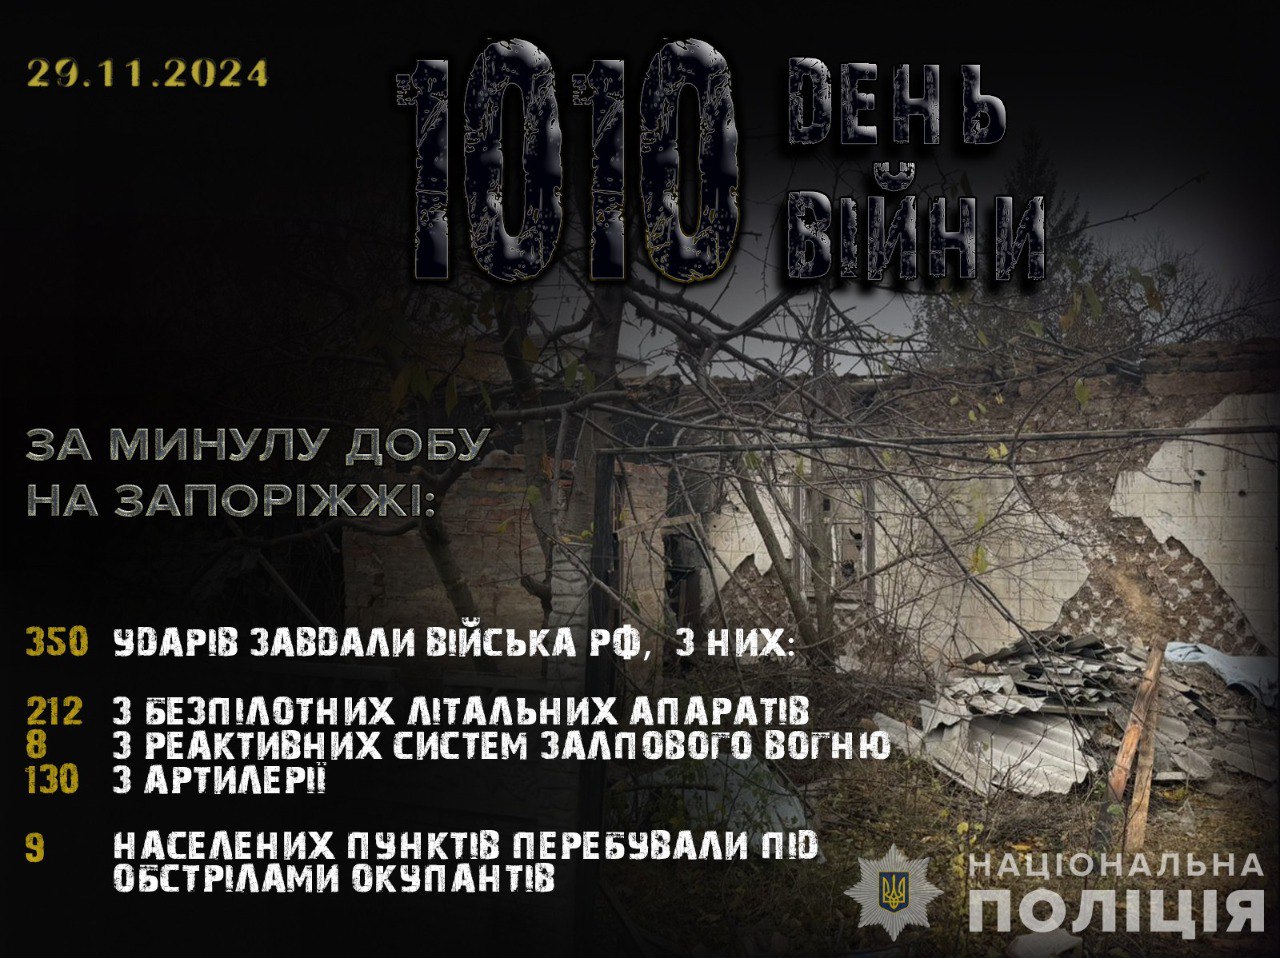 29.11.2024
1010 ДЕНЬ
ВІЙНИ
ЗА МИНУЛУ ДОБУ
НА ЗАПОРІЖЖІ:
350 УДАРІВ ЗАВДАЛИ ВІЙСЬКА РФ, З НИХ:
212 З БЕЗПІЛОТНИХ ЛІТАЛЬНИХ АПАРАТІВ
8 З РЕАКТИВНИХ СИСТЕМ ЗАЛПОВОГО ВОГНЮ
130 З АРТИЛЕРІЇ
9 НАСЕЛЕНИХ ПУНКТІВ ПЕРЕБУВАЛИ ПІД
ОБСТРІЛАМИ ОКУПАНТІВ
НАЦІОНАЛЬНА
ПОЛІЦІЯ